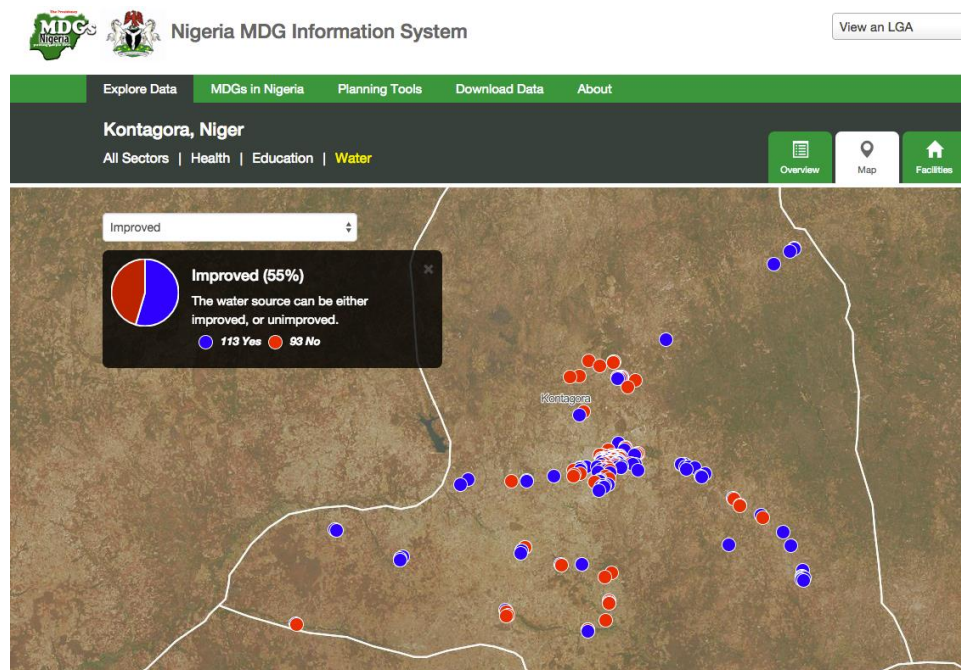 MDGs
Nigeria
Nigeria MDG Information System
View an LGA
Explore Data
MDGs in Nigeria
Planning Tools
Download Data
About
Kontagora, Niger
All Sectors | Health | Education | Water
Overview
Map
Facilities
Improved
Improved (55%)
The water source can be either
improved, or unimproved.
113 Yes 93 No
Kontagora